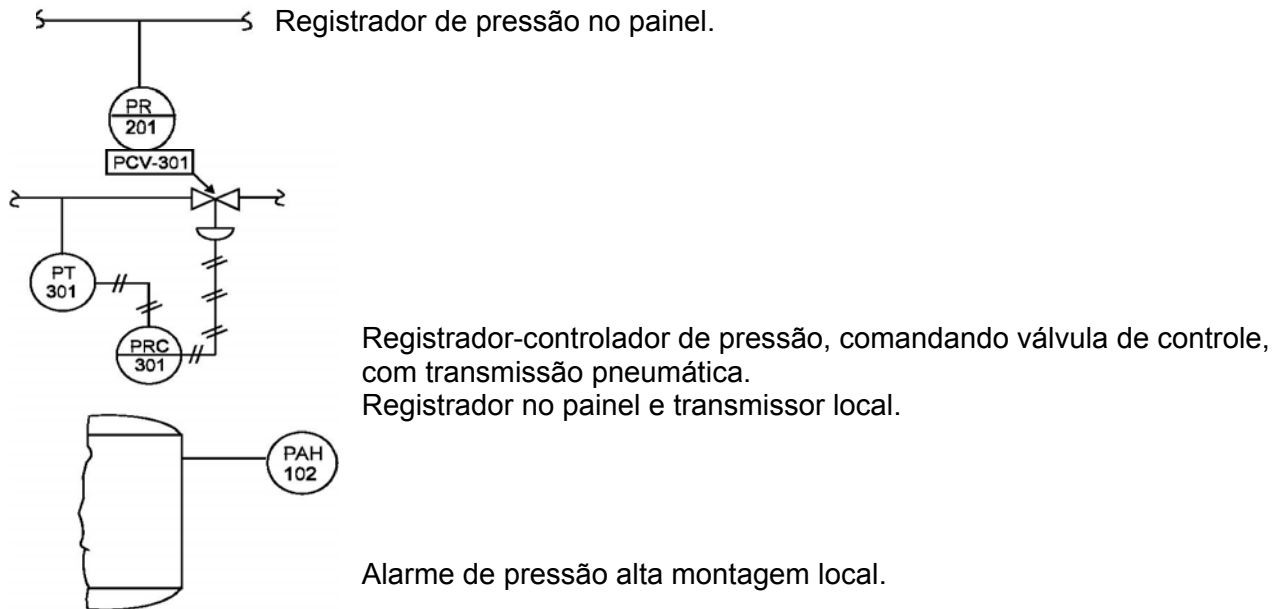 Registrador de pressão no painel.
PR
201
PCV-301
PT
301
PRC
301
Registrador-controlador de pressão, comandando válvula de controle,
com transmissão pneumática.
Registrador no painel e transmissor local.
PAH
102
Alarme de pressão alta montagem local.